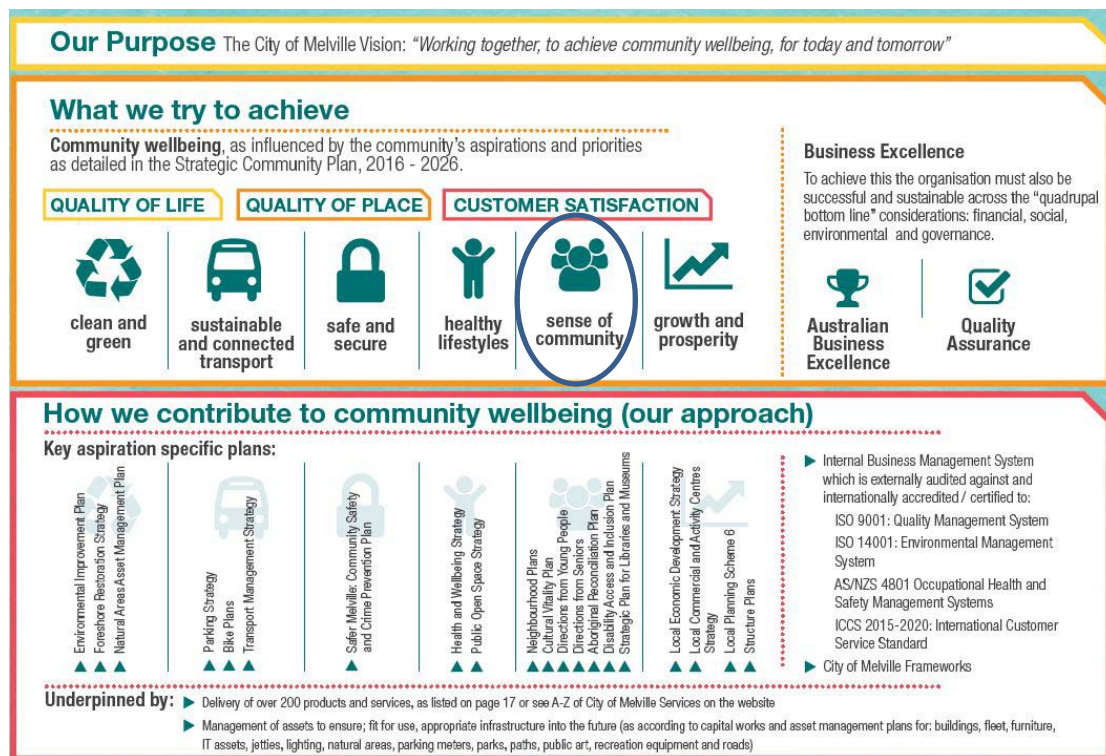 Our Purpose The City of Melville Vision: “Working together, to achieve community wellbeing, for today and tomorrow”
What we try to achieve
Community wellbeing, as influenced by the community’s aspirations and priorities
as detailed in the Strategic Community Plan, 2016 - 2026.
QUALITY OF LIFE
QUALITY OF PLACE
CUSTOMER SATISFACTION
clean and
green
sustainable
and connected
transport
safe and
secure
healthy
lifestyles
sense of
community
growth and
prosperity
Business Excellence
To achieve this the organisation must also be
successful and sustainable across the “quadrupal
bottom line” considerations: financial, social,
environmental and governance.
Australian
Business
Excellence
Quality
Assurance
How we contribute to community wellbeing (our approach)
Key aspiration specific plans:
Environmental Improvement Plan
Foreshore Restoration Strategy
Natural Areas Asset Management Plan
Parking Strategy
Bike Plans
Transport Management Strategy
Safer Melville: Community Safety
and Crime Prevention Plan
Health and Wellbeing Strategy
Public Open Space Strategy
Neighbourhood Plans
Cultural Vitality Plan
Directions from Young People
Directions from Seniors
Aboriginal Reconciliation Plan
Disability Access and Inclusion Plan
Strategic Plan for Libraries and Museums
Local Economic Development Strategy
Local Commercial and Activity Centres
Strategy
Local Planning Scheme 6
Structure Plans
Internal Business Management System
which is externally audited against and
internationally accredited / certified to:
ISO 9001: Quality Management System
ISO 14001: Environmental Management
System
AS/NZS 4801 Occupational Health and
Safety Management Systems
ICCS 2015-2020: International Customer
Service Standard
City of Melville Frameworks
Underpinned by:
Delivery of over 200 products and services, as listed on page 17 or see A-Z of City of Melville Services on the website
Management of assets to ensure; fit for use, appropriate infrastructure into the future (as according to capital works and asset management plans for: buildings, fleet, furniture,
IT assets, jetties, lighting, natural areas, parking meters, parks, paths, public art, recreation equipment and roads)